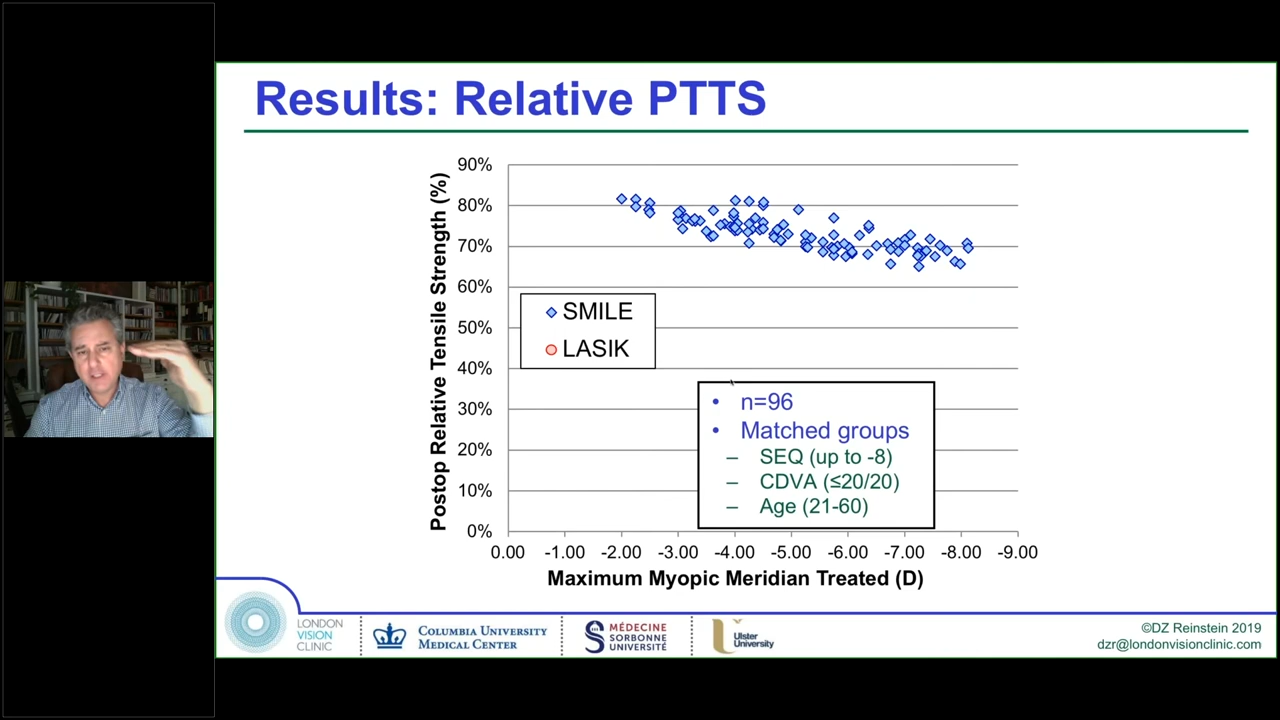 Results: Relative PTTS
Postop Relative Tensile Strength (%)
90%
80%
70%
60%
50%
40%
30%
20%
10%
0%
SMILE
LASIK
• n=96
• Matched groups
– SEQ (up to -8)
– CDVA (≤20/20)
– Age (21-60)
0.00 -1.00 -2.00 -3.00 -4.00 -5.00 -6.00 -7.00 -8.00 -9.00
Maximum Myopic Meridian Treated (D)
LONDON
VISION
CLINIC
COLUMBIA UNIVERSITY
MEDICAL CENTER
MÉDECINE
SORBONNE
UNIVERSITÉ
Ulster
University
©DZ Reinstein 2019
dzr@londonvisionclinic.com